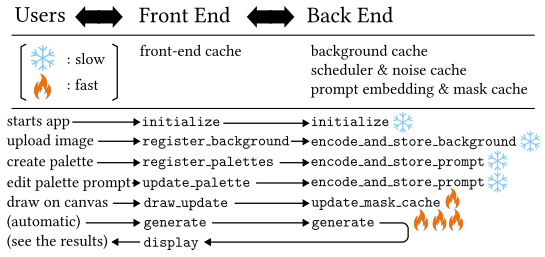 Users Front End Back End
: slow
: fast
front-end cache
background cache
scheduler & noise cache
prompt embedding & mask cache
starts app initialize initialize
upload image register_background encode_and_store_background
create palette register_palettes encode_and_store_prompt
edit palette prompt update_palette encode_and_store_prompt
draw on canvas draw_update update_mask_cache
(automatic) generate generate
(see the results) display